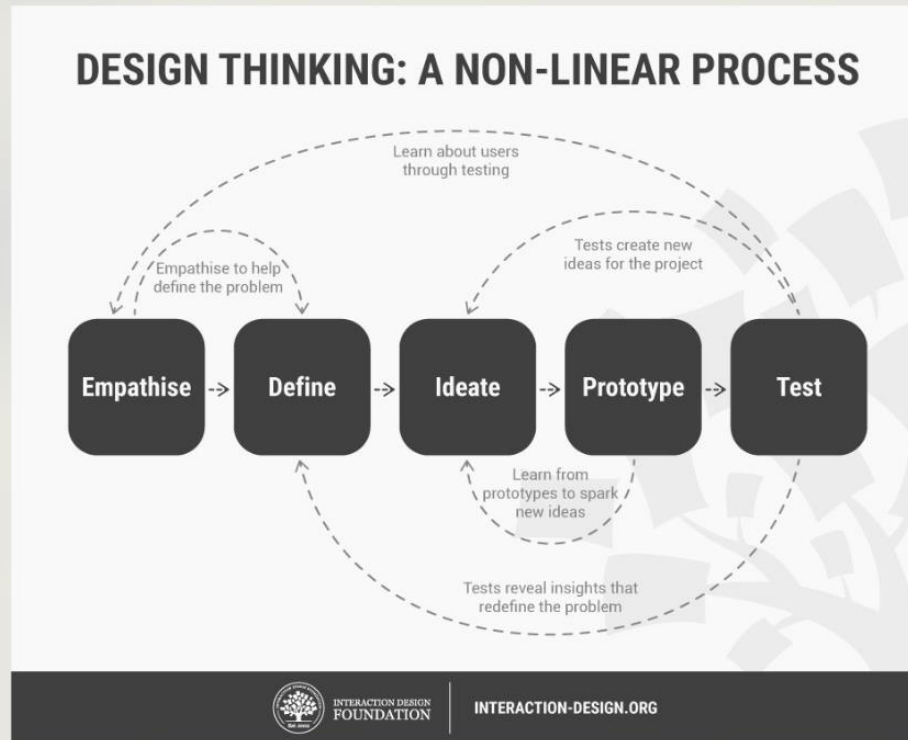 DESIGN THINKING: A NON-LINEAR PROCESS
Learn about users
through testing
Empathise to help
define the problem
Tests create new
ideas for the project
Empathise
Define
Ideate
Prototype
Test
Learn from
prototypes to spark
new ideas
Tests reveal insights that
redefine the problem
INTERACTION DESIGN
FOUNDATION
INTERACTION-DESIGN.ORG